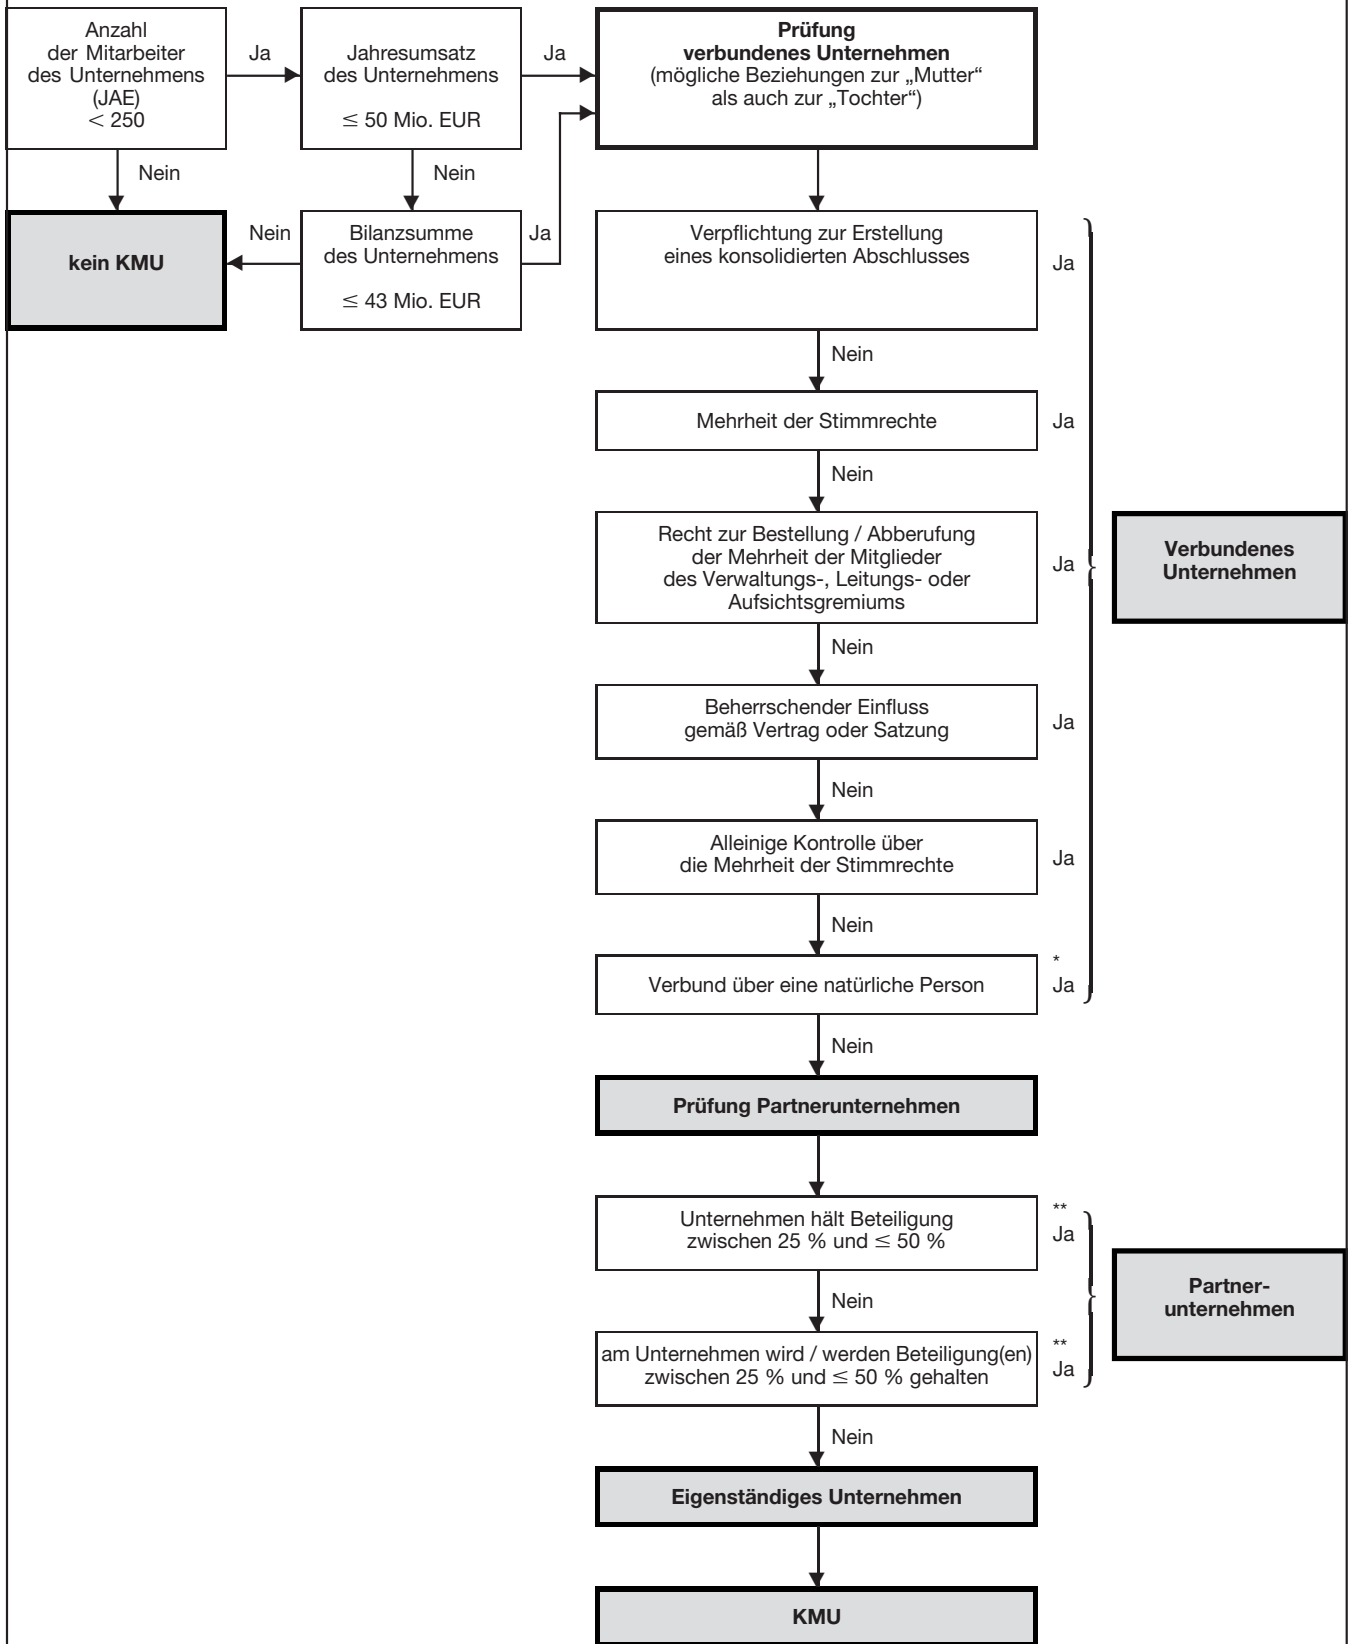 Anzahl
der Mitarbeiter
des Unternehmens
(JAE)
< 250
Ja
Jahresumsatz
des Unternehmens
≤ 50 Mio. EUR
Ja
Prüfung
verbundenes Unternehmen
(mögliche Beziehungen zur „Mutter“
als auch zur „Tochter“)
Nein
Nein
kein KMU
Nein
Bilanzsumme
des Unternehmens
≤ 43 Mio. EUR
Ja
Verpflichtung zur Erstellung
eines konsolidierten Abschlusses
Ja
Nein
Mehrheit der Stimmrechte
Ja
Nein
Recht zur Bestellung / Abberufung
der Mehrheit der Mitglieder
des Verwaltungs-, Leitungs- oder
Aufsichtsgremiums
Ja
Verbundenes
Unternehmen
Nein
Beherrschender Einfluss
gemäß Vertrag oder Satzung
Ja
Nein
Alleinige Kontrolle über
die Mehrheit der Stimmrechte
Ja
Nein
Verbund über eine natürliche Person
*
Ja
Nein
Prüfung Partnerunternehmen
Unternehmen hält Beteiligung
zwischen 25 % und ≤ 50 %
**
Ja
Partner-
unternehmen
Nein
am Unternehmen wird / werden Beteiligung(en)
zwischen 25 % und ≤ 50 % gehalten
**
Ja
Nein
Eigenständiges Unternehmen
KMU